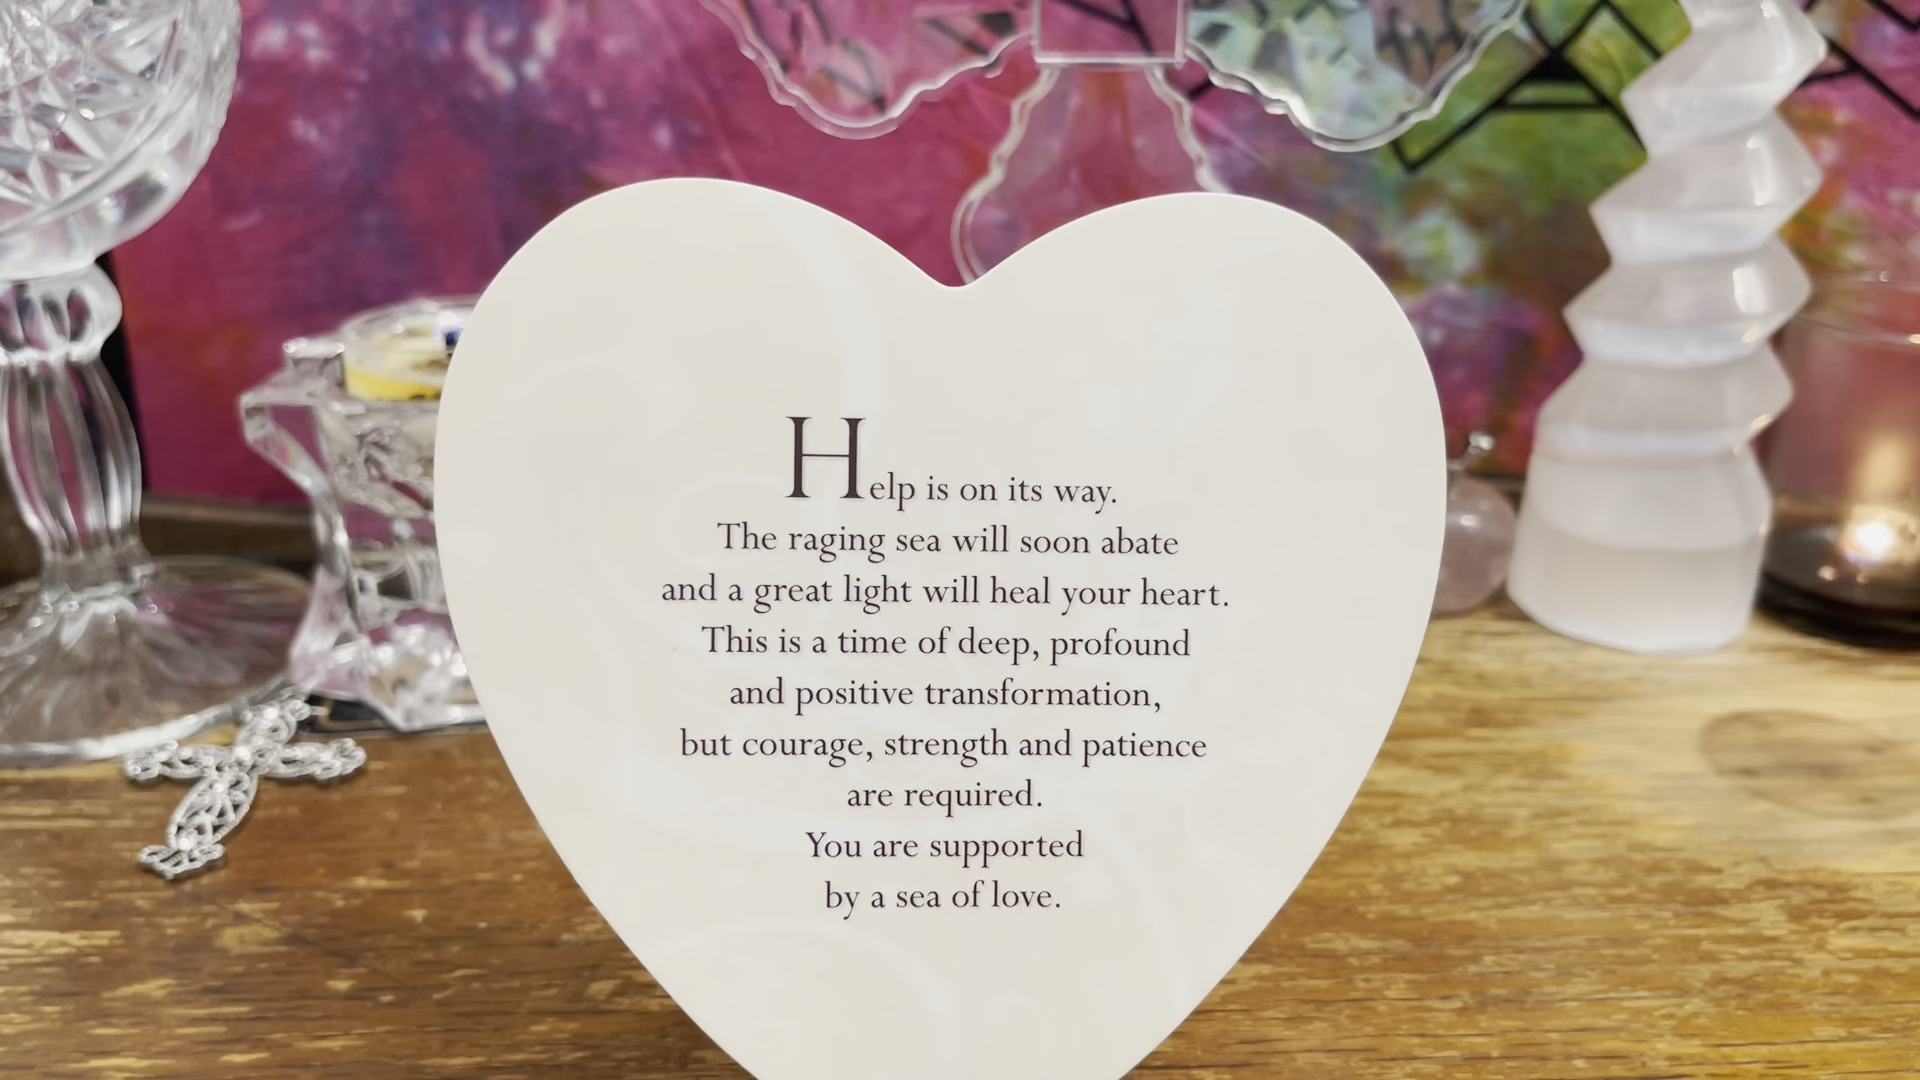 Help is on its way.
The raging sea will soon abate
and a great light will heal your heart.
This is a time of deep, profound
and positive transformation,
but courage, strength and patience
are required.
You are supported
by a sea of love.